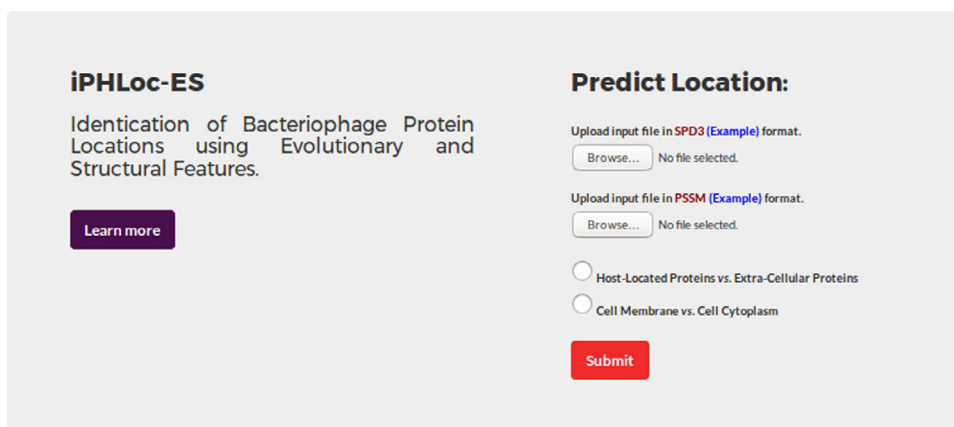 iPHLoc-ES
Identication of Bacteriophage Protein
Locations using Evolutionary and
Structural Features.
Learn more
Predict Location:
Upload input file in SPD3 (Example) format.
Browse... No file selected.
Upload input file in PSSM (Example) format.
Browse... No file selected.
Host-Located Proteins vs. Extra-Cellular Proteins
Cell Membrane vs. Cell Cytoplasm
Submit